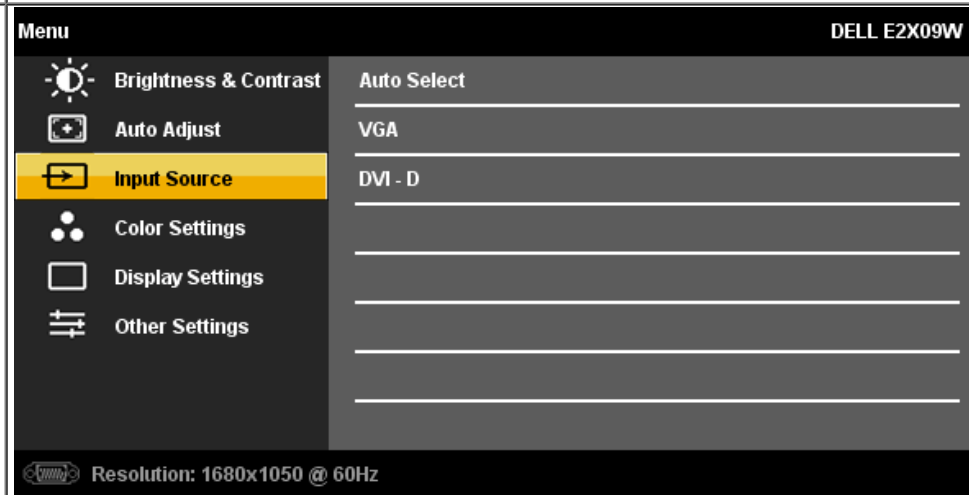 Menu DELL E2X09W
Brightness & Contrast Auto Select
Auto Adjust VGA
Input Source DVI - D
Color Settings
Display Settings
Other Settings
Resolution: 1680x1050 @ 60Hz